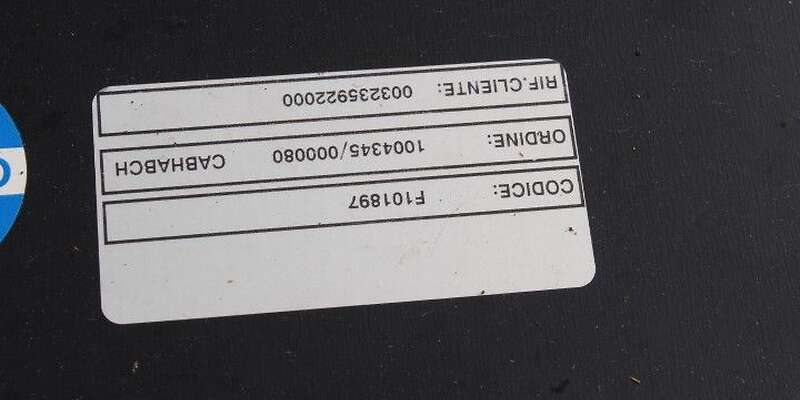 CODICE: F101897
ORDINE: 1004345/000080 CABHABCH
RIF.CLIENTE: 003235922000